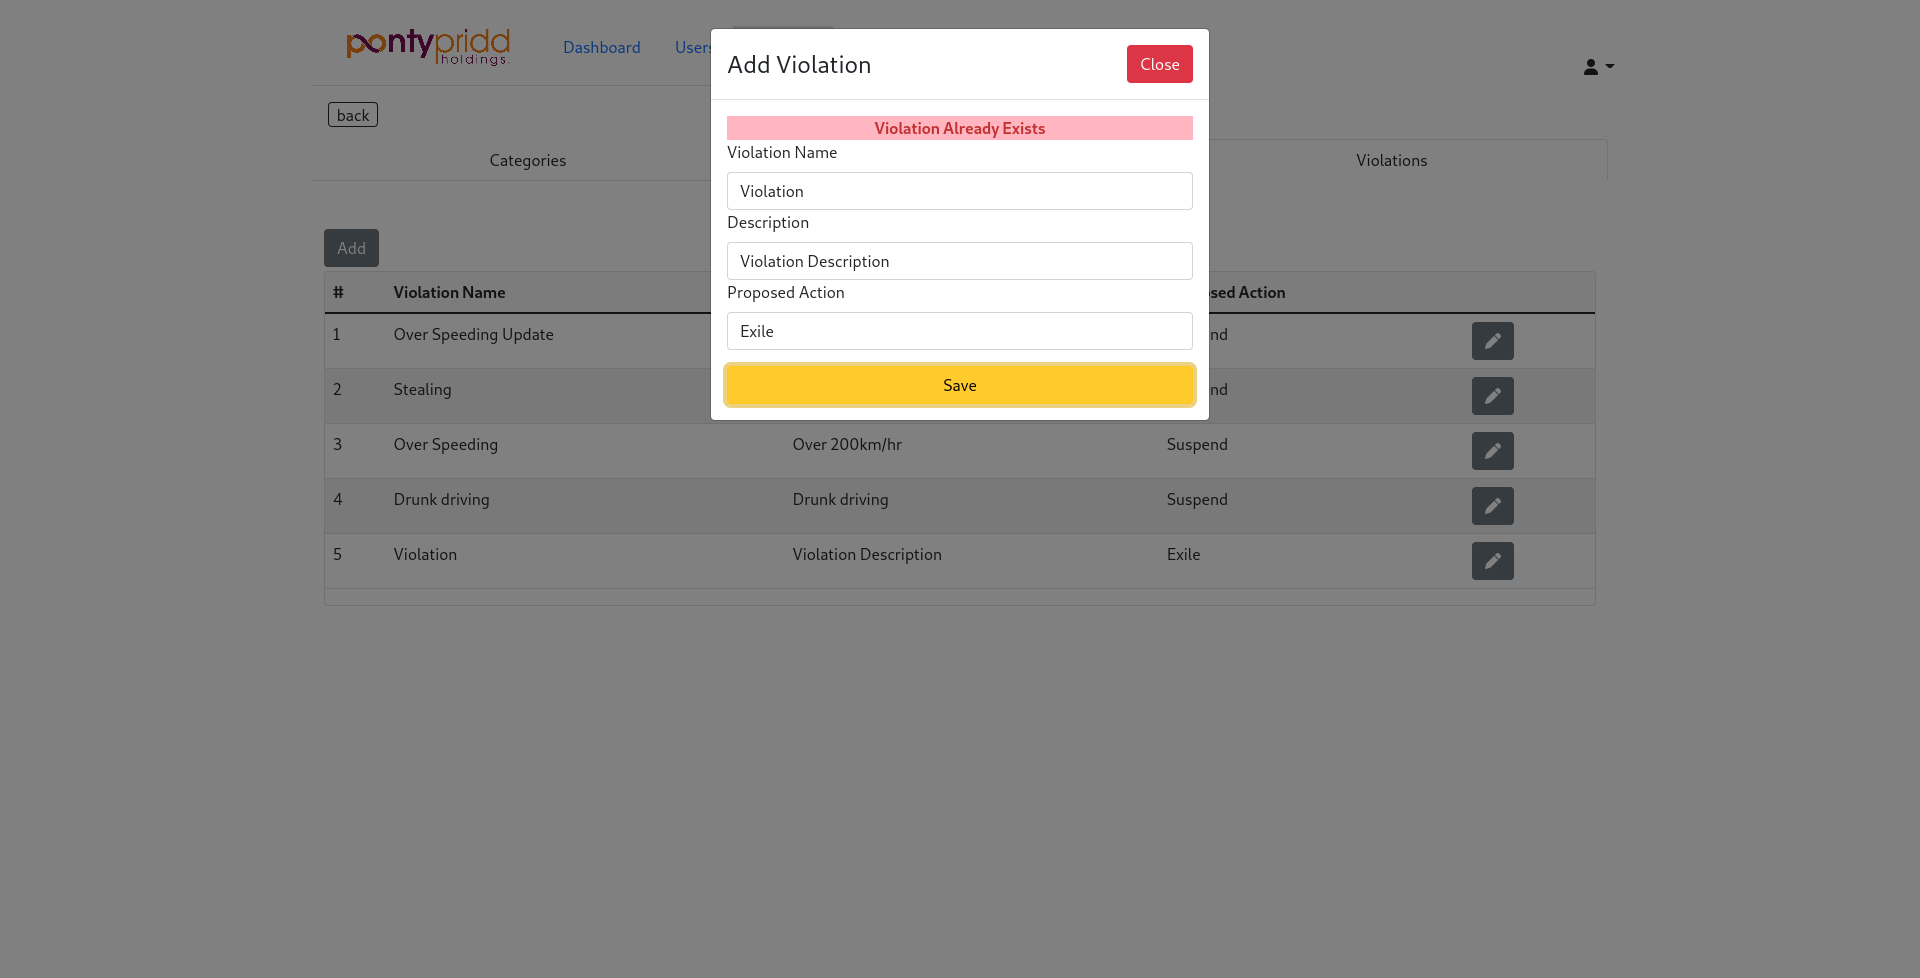 pontypridd
holdings
Dashboard
Users
Add Violation
Close
back
Violation Already Exists
Violation Name
Categories
Violations
Violation
Description
Add
Violation Description
Proposed Action
# Violation Name sed Action
Exile
1 Over Speeding Update nd
Save
2 Stealing nd
3 Over Speeding Over 200km/hr Suspend
4 Drunk driving Drunk driving Suspend
5 Violation Violation Description Exile